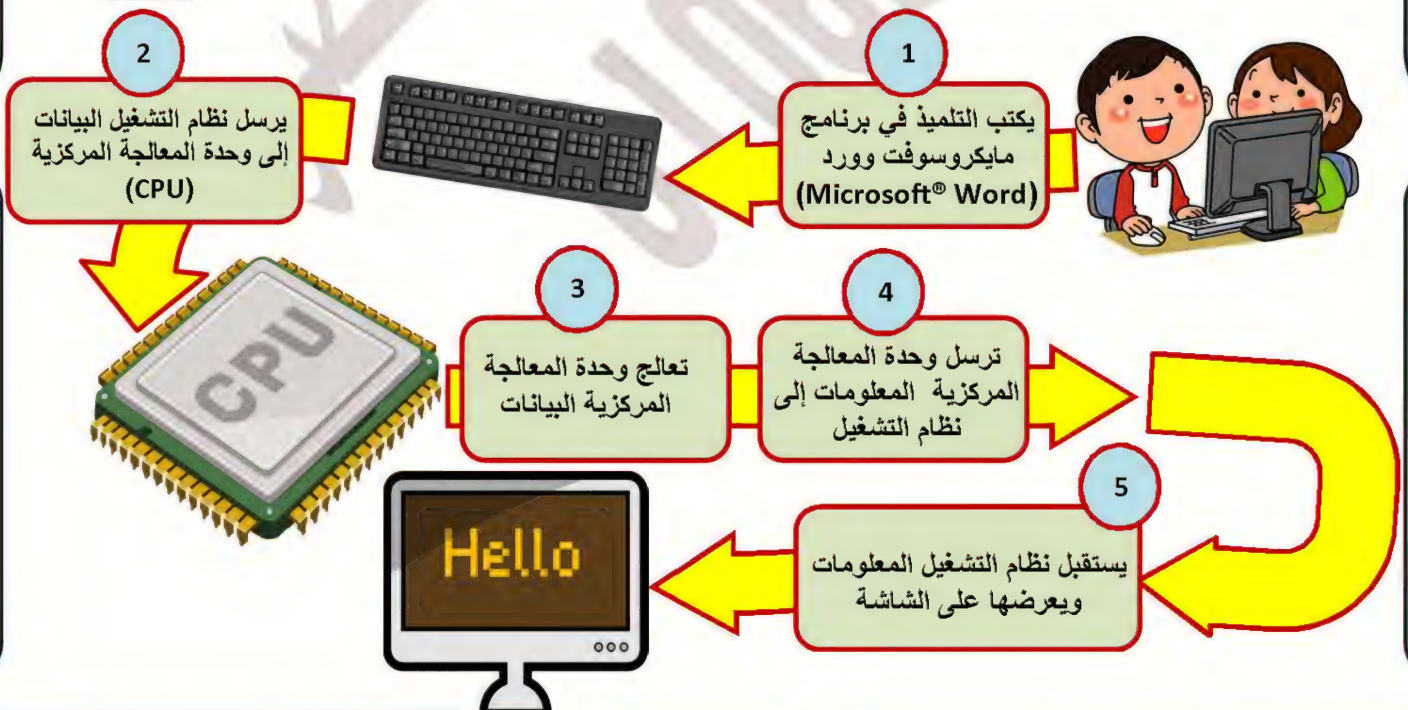 1
يكتب التلميذ في برنامج
مايكروسوفت وورد
(Microsoft® Word)
2
يرسل نظام التشغيل البيانات
إلى وحدة المعالجة المركزية
(CPU)
CPU
3
تعالج وحدة المعالجة
المركزية البيانات
4
ترسل وحدة المعالجة
المركزية المعلومات إلى
نظام التشغيل
5
يستقبل نظام التشغيل المعلومات
ويعرضها على الشاشة
Hello